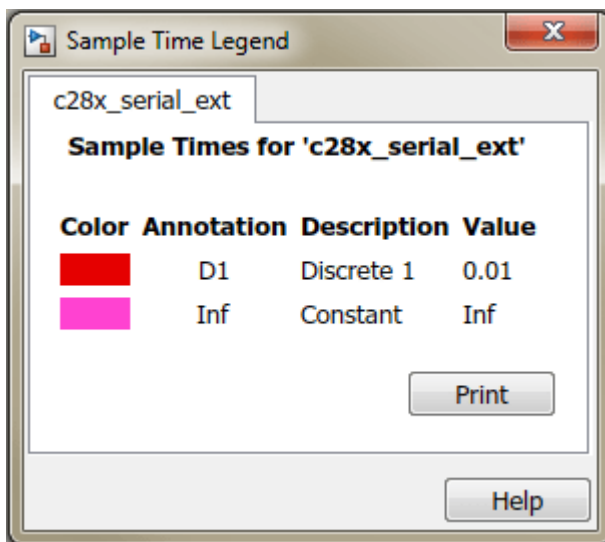 Sample Time Legend
c28x_serial_ext
Sample Times for 'c28x_serial_ext'
Color Annotation Description Value
D1 Discrete 1 0.01
Inf Constant Inf
Print
Help